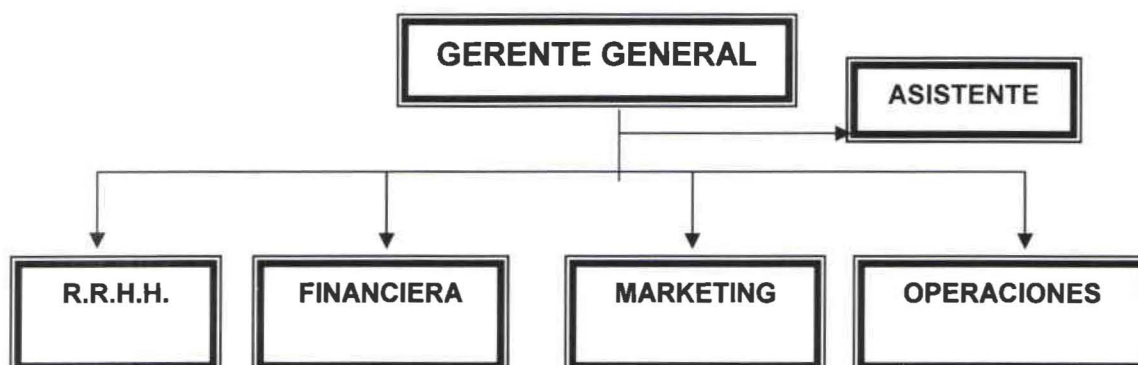 GERENTE GENERAL
ASISTENTE
R.R.H.H.
FINANCIERA
MARKETING
OPERACIONES